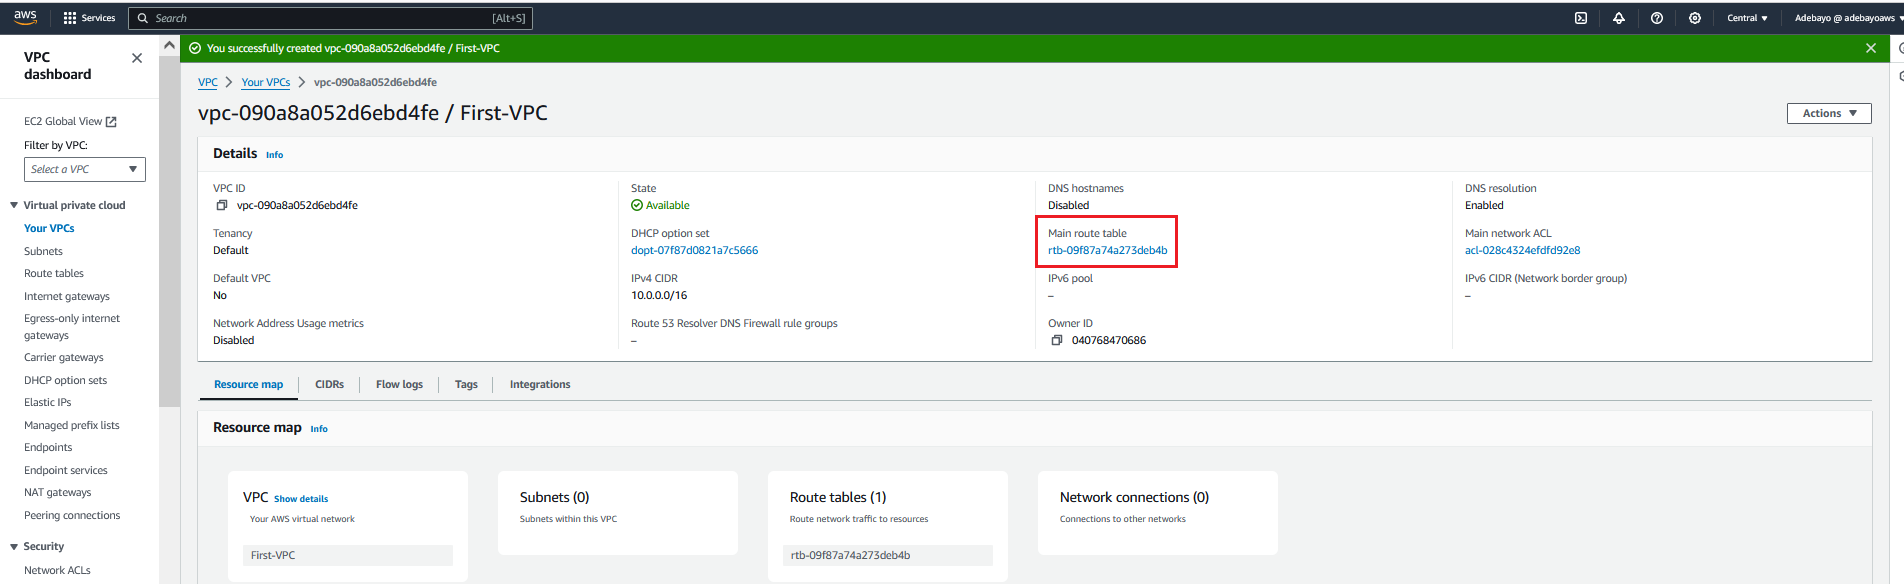 aws Services Search [Alt+S] Central Adebayo @ adebayoaws
VPC dashboard
EC2 Global View
Filter by VPC:
Select a VPC
Virtual private cloud
Your VPCs
Subnets
Route tables
Internet gateways
Egress-only internet
gateways
Carrier gateways
DHCP option sets
Elastic IPs
Managed prefix lists
Endpoints
Endpoint services
NAT gateways
Peering connections
Security
Network ACLs
You successfully created vpc-090a8a052d6ebd4fe / First-VPC
VPC > Your VPCs > vpc-090a8a052d6ebd4fe
vpc-090a8a052d6ebd4fe / First-VPC
Actions
Details Info
VPC ID
vpc-090a8a052d6ebd4fe
State
Available
DNS hostnames
Disabled
DNS resolution
Enabled
Tenancy
Default
DHCP option set
dopt-07f87d0821a7c5666
Main route table
rtb-09f87a74a273deb4b
Main network ACL
acl-028c4324efdfd92e8
Default VPC
No
IPv4 CIDR
10.0.0.0/16
IPv6 pool
–
IPv6 CIDR (Network border group)
–
Network Address Usage metrics
Disabled
Route 53 Resolver DNS Firewall rule groups
–
Owner ID
040768470686
Resource map CIDRs Flow logs Tags Integrations
Resource map Info
VPC Show details
Your AWS virtual network
First-VPC
Subnets (0)
Subnets within this VPC
Route tables (1)
Route network traffic to resources
rtb-09f87a74a273deb4b
Network connections (0)
Connections to other networks